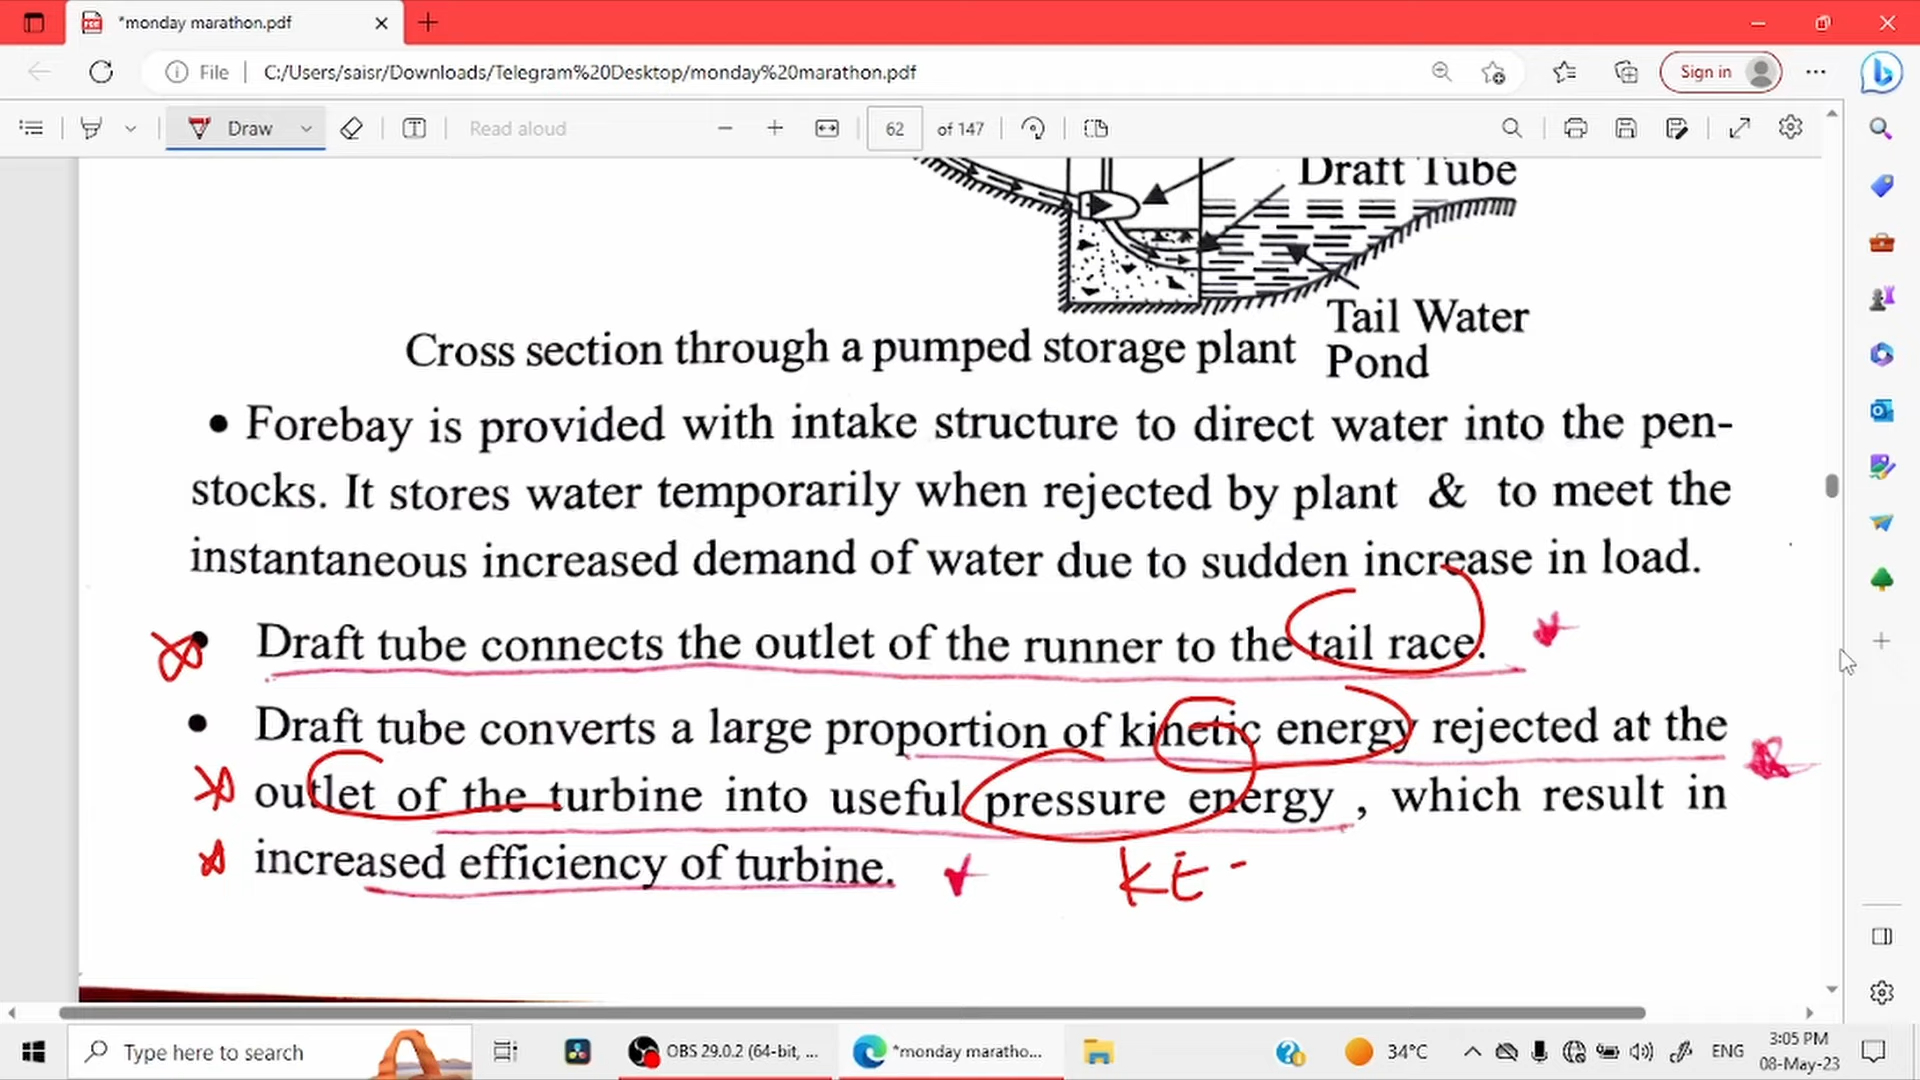 *monday marathon.pdf
File
C:/Users/saisr/Downloads/Telegram%20Desktop/monday%20marathon.pdf
Sign in
Draw
Read aloud
62 of 147
Draft Tube
Tail Water
Pond
Cross section through a pumped storage plant
• Forebay is provided with intake structure to direct water into the pen-
stocks. It stores water temporarily when rejected by plant & to meet the
instantaneous increased demand of water due to sudden increase in load.
• Draft tube connects the outlet of the runner to the tail race.
• Draft tube converts a large proportion of kinetic energy rejected at the
outlet of the turbine into useful pressure energy , which result in
increased efficiency of turbine.
KE -
Type here to search
OBS 29.0.2 (64-bit, ...
*monday maratho...
34°C
ENG
3:05 PM
08-May-23